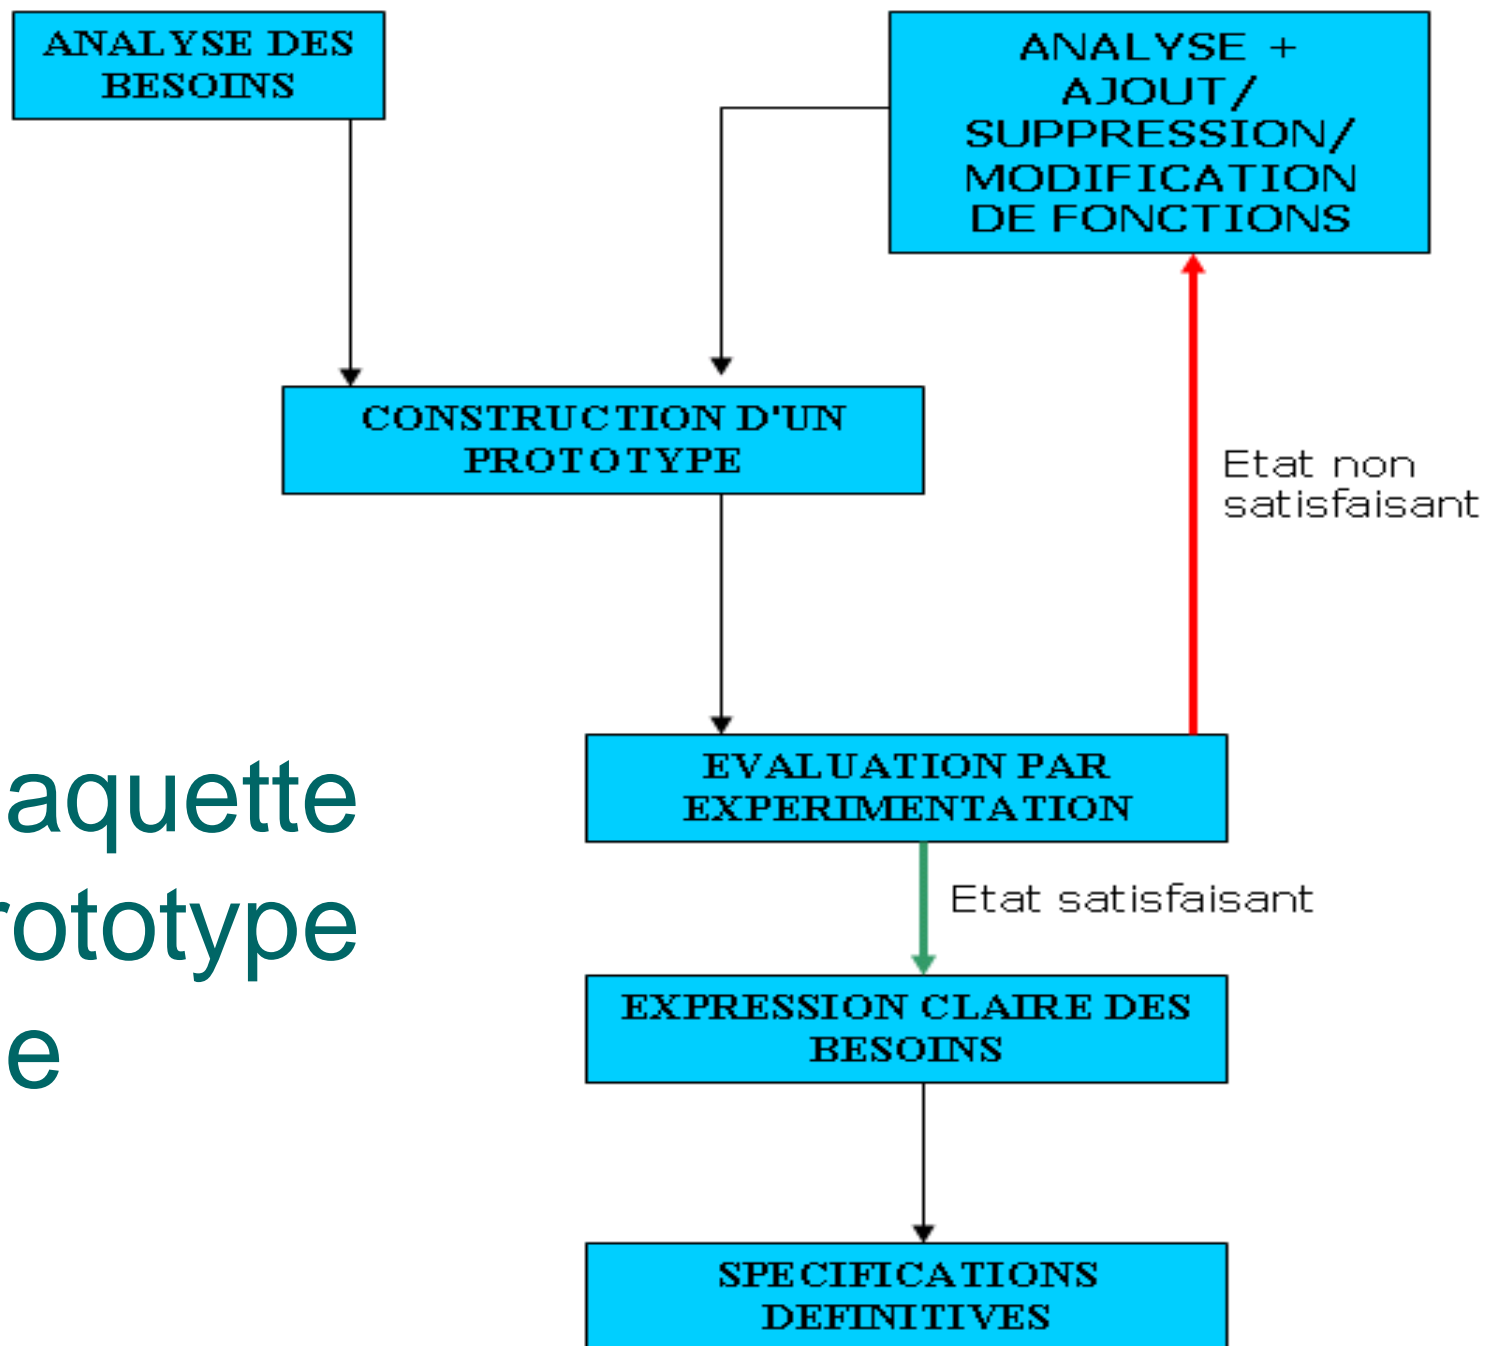 ANALYSE DES
BESOINS
ANALYSE +
AJOUT/
SUPPRESSION/
MODIFICATION
DE FONCTIONS
CONSTRUCTION D'UN
PROTOTYPE
Etat non
satisfaisant
EVALUATION PAR
EXPERIMENTATION
aquette
rototype
e
Etat satisfaisant
EXPRESSION CLAIRE DES
BESOINS
SPECIFICATIONS
DEFINITIVES